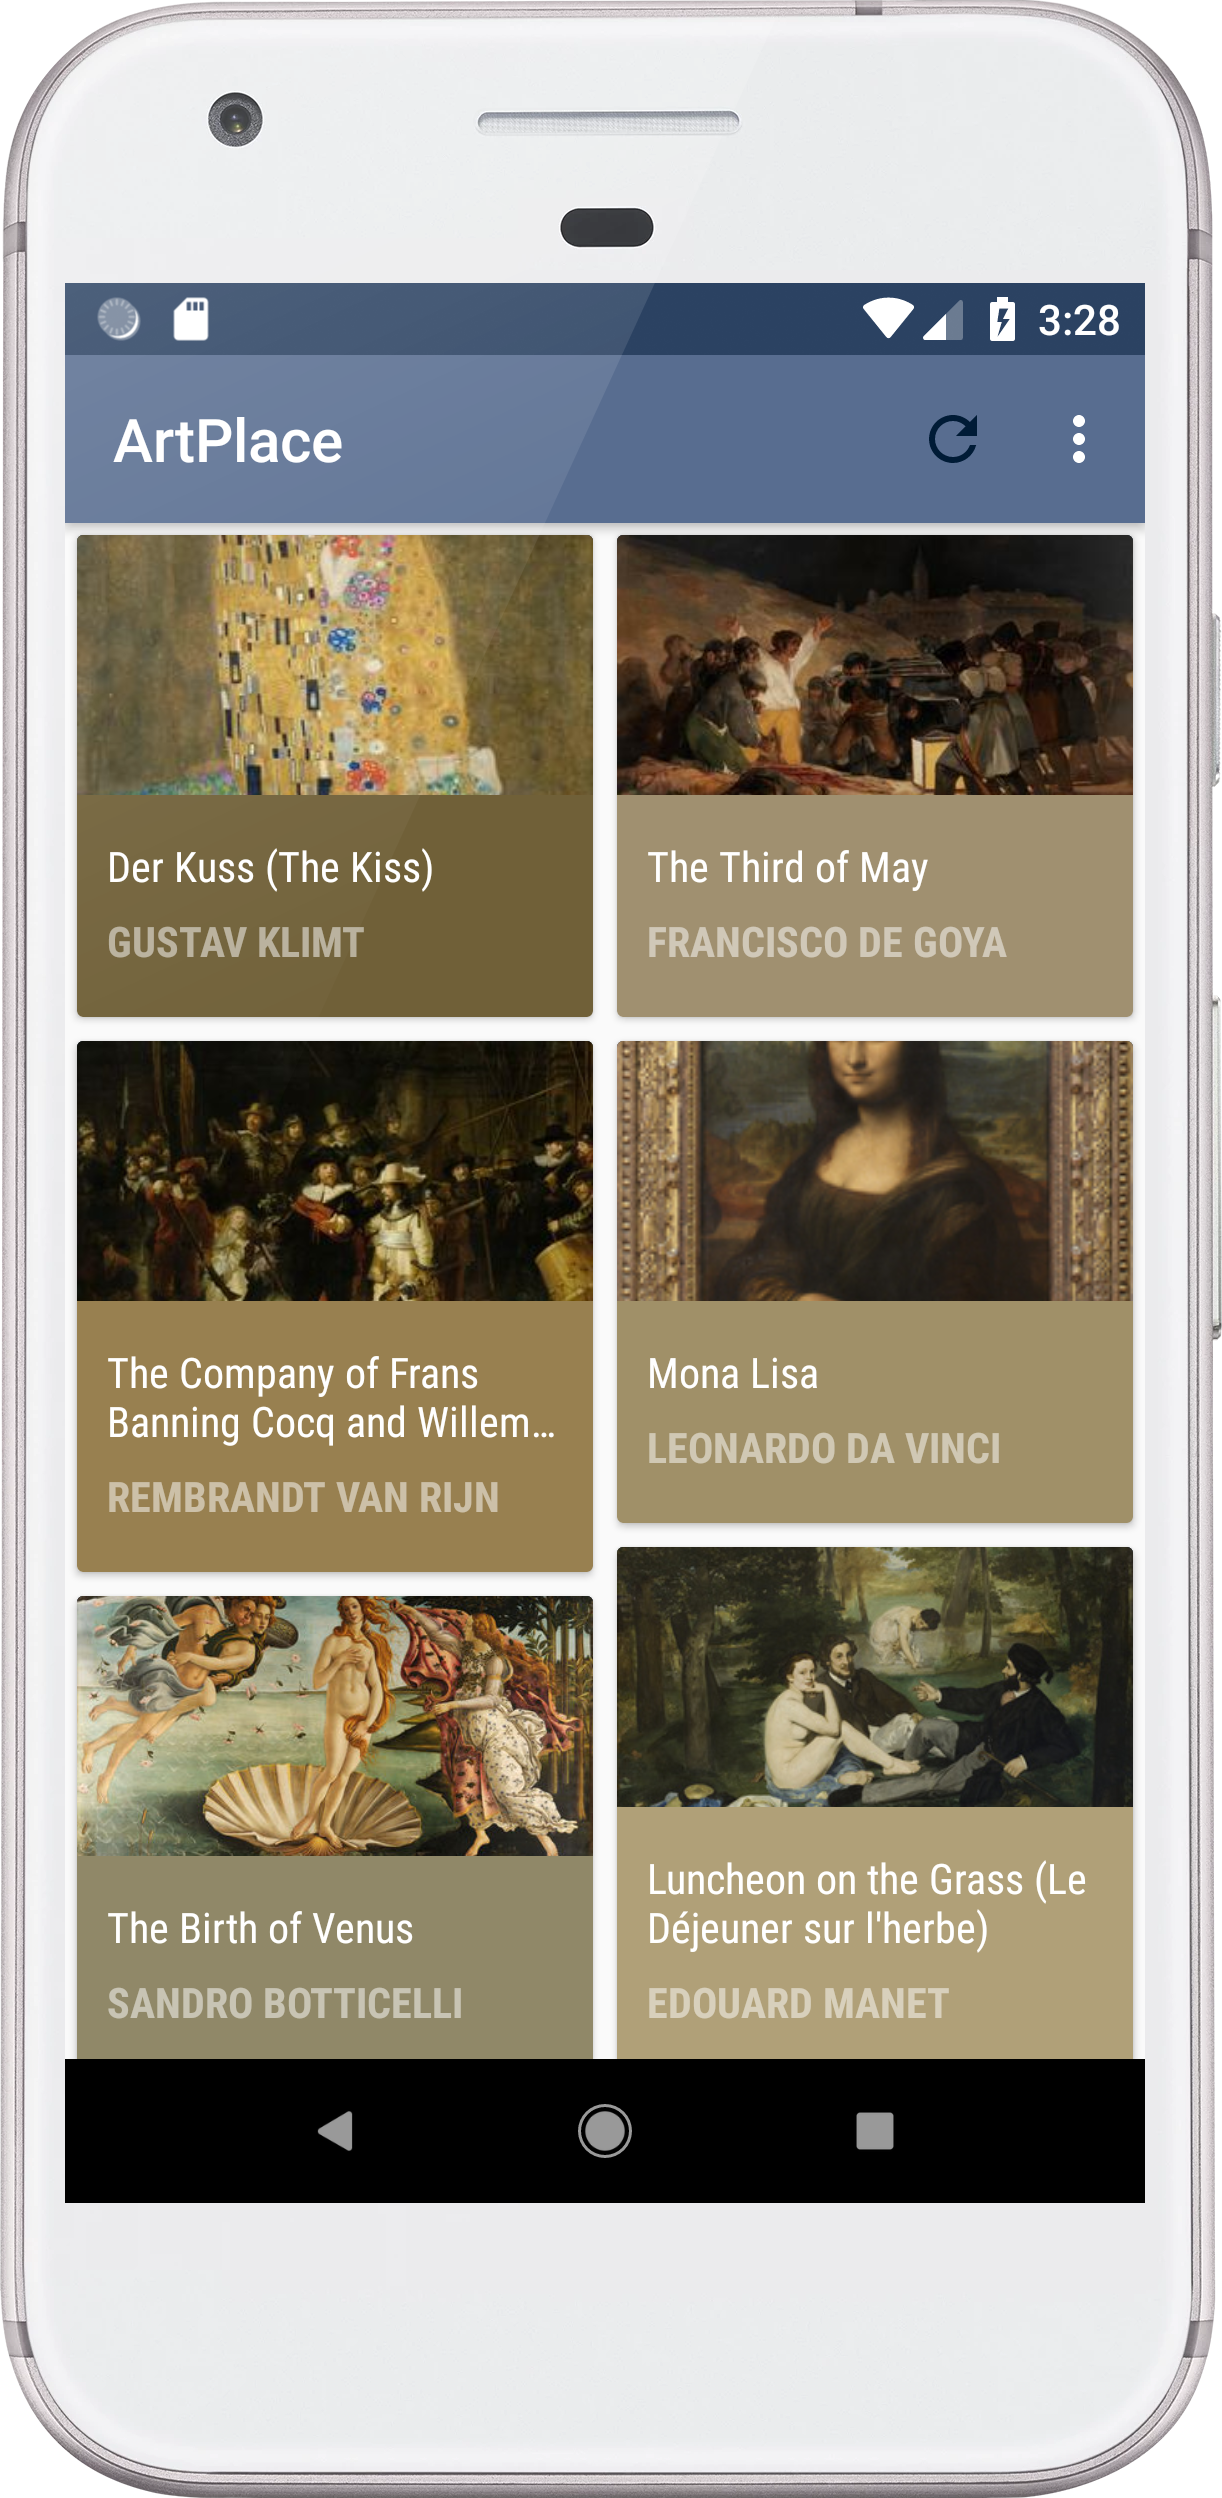 3:28
ArtPlace
Der Kuss (The Kiss)
GUSTAV KLIMT
The Third of May
FRANCISCO DE GOYA
The Company of Frans
Banning Cocq and Willem...
REMBRANDT VAN RIJN
Mona Lisa
LEONARDO DA VINCI
The Birth of Venus
SANDRO BOTTICELLI
Luncheon on the Grass (Le
Déjeuner sur l'herbe)
EDOUARD MANET